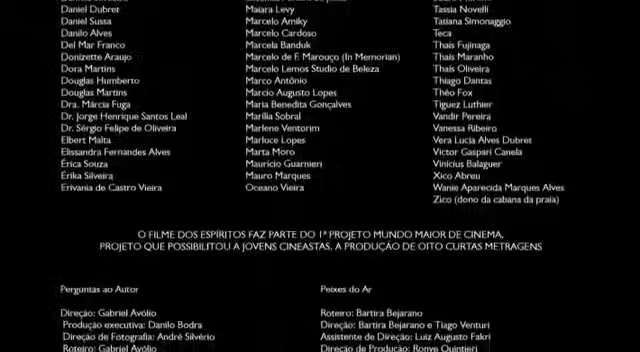 Daniel Dubret
Daniel Sussa
Danilo Alves
Del Mar Franco
Donizette Araujo
Dora Martins
Douglas Humberto
Douglas Martins
Dra. Márcia Fuga
Dr. Jorge Henrique Santos Leal
Dr. Sérgio Felipe de Oliveira
Elbert Malta
Elissandra Fernandes Alves
Érica Souza
Érika Silveira
Erivania de Castro Vieira
Maiara Levy
Marcelo Amiky
Marcelo Cardoso
Marcela Banduk
Marcelo de F. Marouço (In Memorian)
Marcelo Lemos Studio de Beleza
Marco Antônio
Marcio Augusto Lopes
Maria Benedita Gonçalves
Marília Sobral
Marlene Ventorim
Marluce Lopes
Marta Moro
Mauricio Guarnieri
Mauro Marques
Oceano Vieira
Tassia Novelli
Tatiana Simonaggio
Teca
Thais Fujinaga
Thais Maranho
Thaís Oliveira
Thiago Dantas
Théo Fox
Tiguez Luthier
Vandir Pereira
Vanessa Ribeiro
Vera Lucia Alves Dubret
Victor Gaspari Canela
Vinícius Balaguer
Xico Abreu
Wanie Aparecida Marques Alves
Zico (dono da cabana da praia)
O FILME DOS ESPÍRITOS FAZ PARTE DO 1º PROJETO MUNDO MAIOR DE CINEMA,
PROJETO QUE POSSIBILITOU A JOVENS CINEASTAS, A PRODUÇÃO DE OITO CURTAS METRAGENS
Perguntas ao Autor
Direção: Gabriel Avólio
Produção executiva: Danilo Bodra
Direção de Fotografia: André Silvério
Roteiro: Gabriel Avólio
Peixes do Ar
Roteiro: Bartira Bejarano
Direção: Bartira Bejarano e Tiago Venturi
Assistente de Direção: Luiz Augusto Fakri
Direção de Produção: Ronye Quintieri